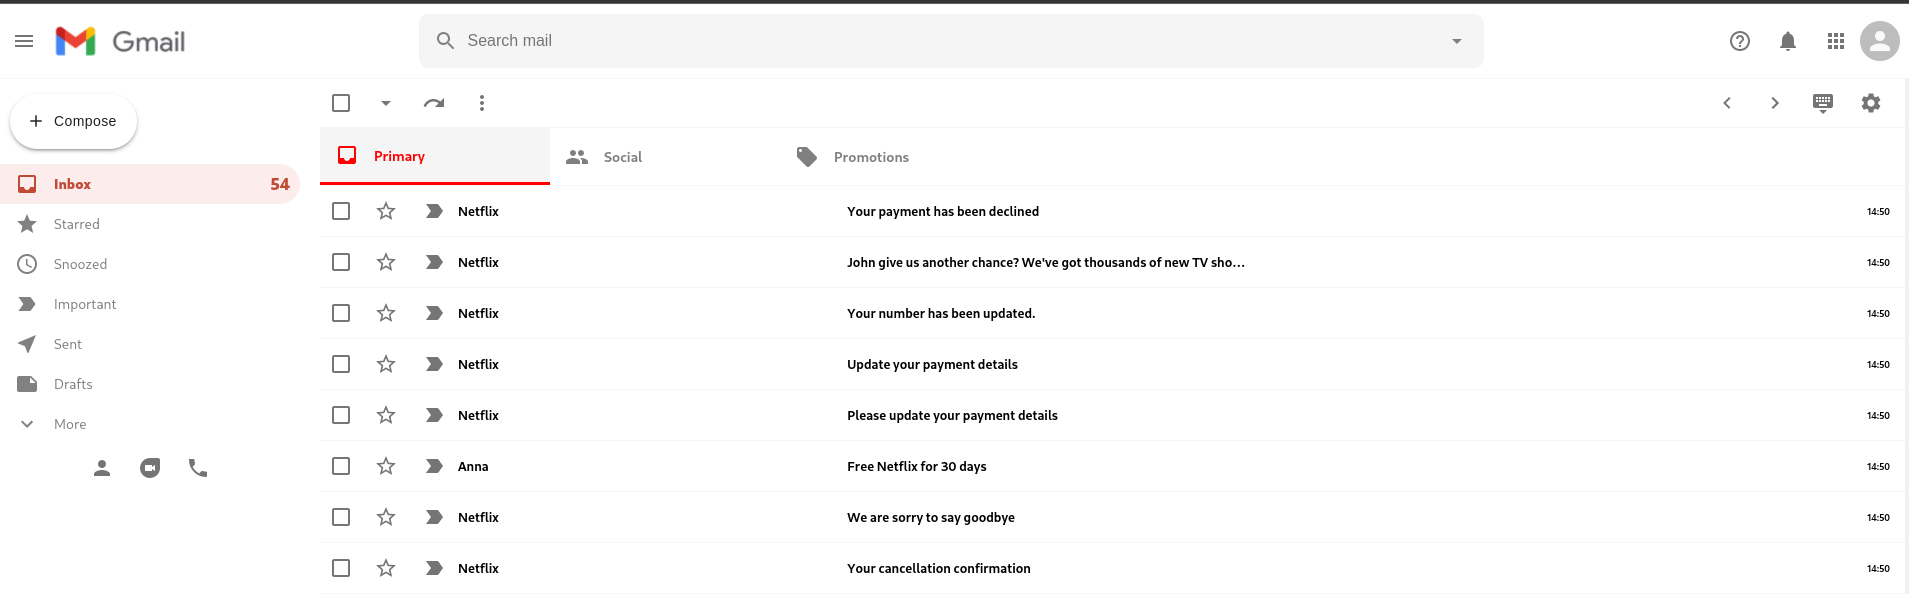 Gmail
Search mail
Compose
Inbox 54
Starred
Snoozed
Important
Sent
Drafts
More
Primary Social Promotions
Netflix Your payment has been declined 14:50
Netflix John give us another chance? We've got thousands of new TV sho... 14:50
Netflix Your number has been updated. 14:50
Netflix Update your payment details 14:50
Netflix Please update your payment details 14:50
Anna Free Netflix for 30 days 14:50
Netflix We are sorry to say goodbye 14:50
Netflix Your cancellation confirmation 14:50